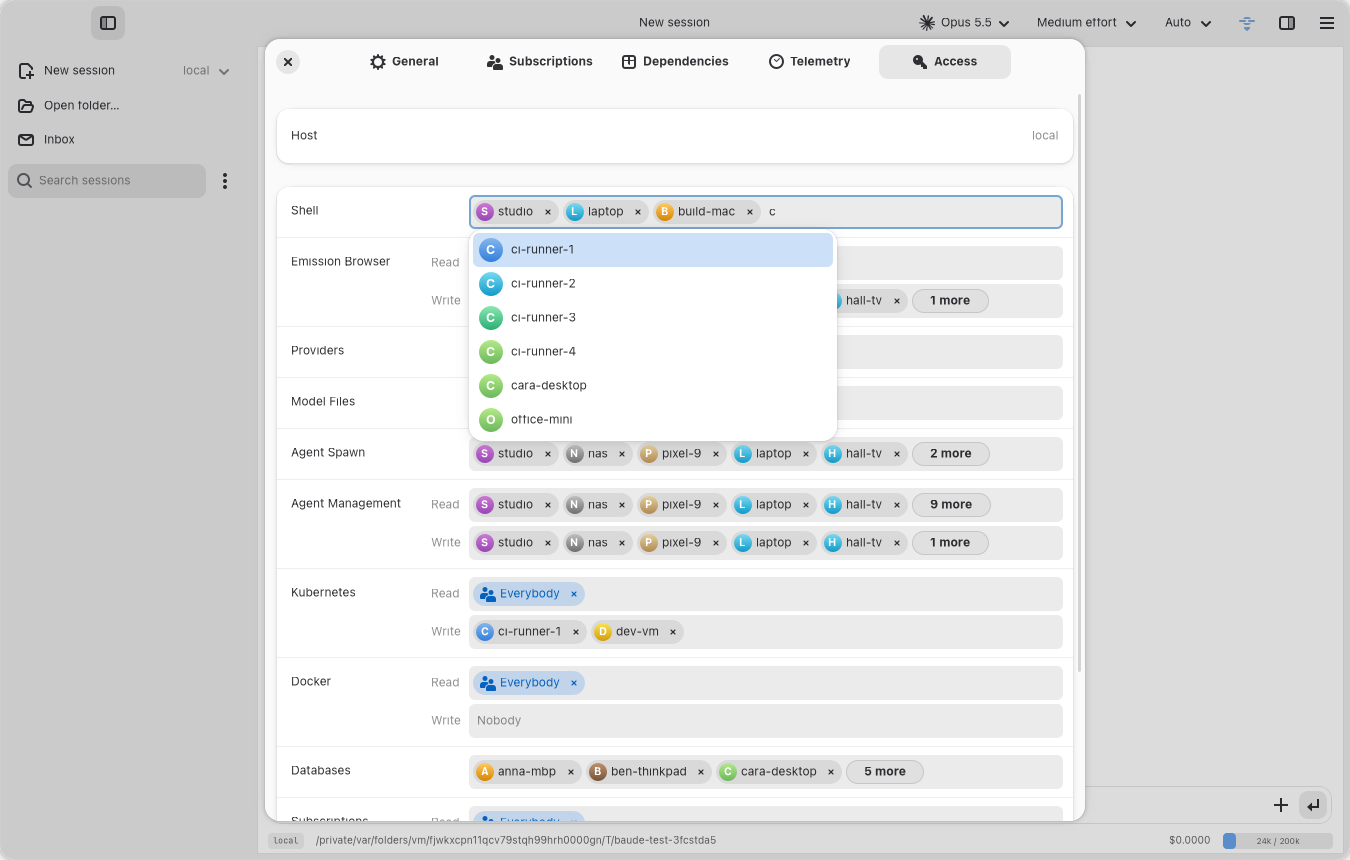 New session
Opus 5.5
Medium effort
Auto
New session
local
Open folder...
Inbox
Search sessions
General
Subscriptions
Dependencies
Telemetry
Access
Host
local
Shell
S studio ×
L laptop ×
B build-mac ×
c
C ci-runner-1
C ci-runner-2
C ci-runner-3
C ci-runner-4
C cara-desktop
O office-mini
Emission Browser
Read
Write
hall-tv ×
1 more
Providers
Model Files
Agent Spawn
S studio ×
N nas ×
P pixel-9 ×
L laptop ×
H hall-tv ×
2 more
Agent Management
Read
S studio ×
N nas ×
P pixel-9 ×
L laptop ×
H hall-tv ×
9 more
Write
S studio ×
N nas ×
P pixel-9 ×
L laptop ×
H hall-tv ×
1 more
Kubernetes
Read
Everybody ×
Write
C ci-runner-1 ×
D dev-vm ×
Docker
Read
Everybody ×
Write
Nobody
Databases
A anna-mbp ×
B ben-thinkpad ×
C cara-desktop ×
5 more
Subscriptions
Read
Everybody ×
local
/private/var/folders/vm/fjwkxcpn11qcv79stqh99hrh0000gn/T/baude-test-3fcstda5
$0.0000
24k / 200k